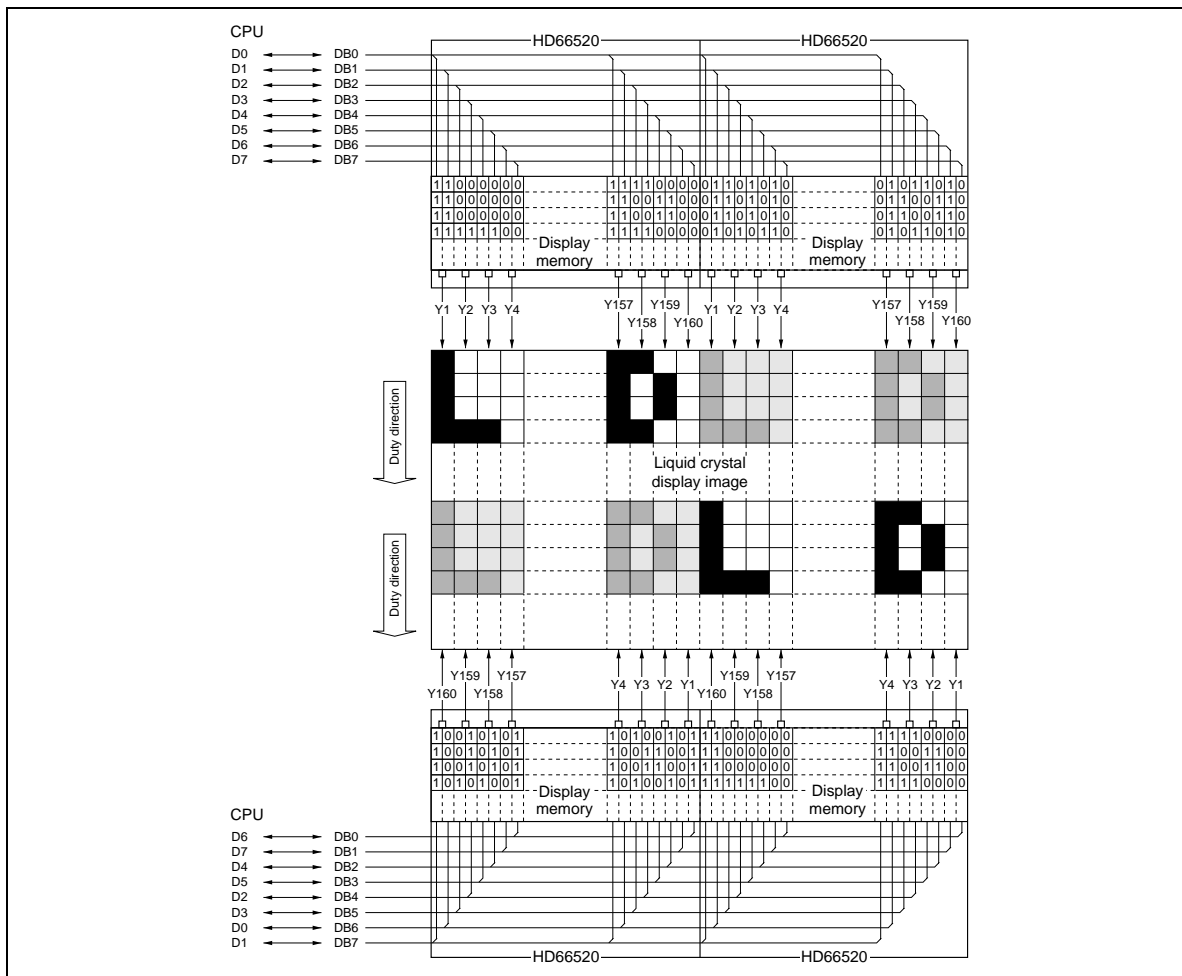 CPU
HD66520 HD66520
D0 DB0
D1 DB1
D2 DB2
D3 DB3
D4 DB4
D5 DB5
D6 DB6
D7 DB7
1 1 0 0 0 0 0 0 1 1 1 1 0 0 0 0 0 1 1 0 1 0 1 0 0 1 0 1 1 0 1 0
1 1 0 0 0 0 0 0 1 1 0 0 1 1 0 0 0 1 1 0 1 0 1 0 0 1 1 0 0 1 1 0
1 1 0 0 0 0 0 0 1 1 0 0 1 1 0 0 0 1 1 0 1 0 1 0 0 1 1 0 0 1 1 0
1 1 1 1 1 1 0 0 1 1 1 1 0 0 0 0 0 1 0 1 0 1 1 0 0 1 0 1 1 0 1 0
Display Display
memory memory
Y1 Y2 Y3 Y4 Y157 Y159 Y1 Y2 Y3 Y4 Y157 Y159
Y158 Y160 Y158 Y160
Duty direction
Liquid crystal
display image
Duty direction
Y159 Y157 Y4 Y3 Y2 Y1 Y159 Y157 Y4 Y3 Y2 Y1
Y160 Y158 Y160 Y158
1 0 0 1 0 1 0 1 1 0 1 0 0 1 0 1 1 1 0 0 0 0 0 0 1 1 1 1 0 0 0 0
1 0 0 1 0 1 0 1 1 0 0 1 1 0 0 1 1 1 0 0 0 0 0 0 1 1 0 0 1 1 0 0
1 0 0 1 0 1 0 1 1 0 0 1 1 0 0 1 1 1 0 0 0 0 0 0 1 1 0 0 1 1 0 0
1 0 1 0 1 0 0 1 1 0 1 0 0 1 0 1 1 1 1 1 1 1 0 0 1 1 1 1 0 0 0 0
Display Display
memory memory
CPU
D6 DB0
D7 DB1
D4 DB2
D5 DB3
D2 DB4
D3 DB5
D0 DB6
D1 DB7
HD66520 HD66520